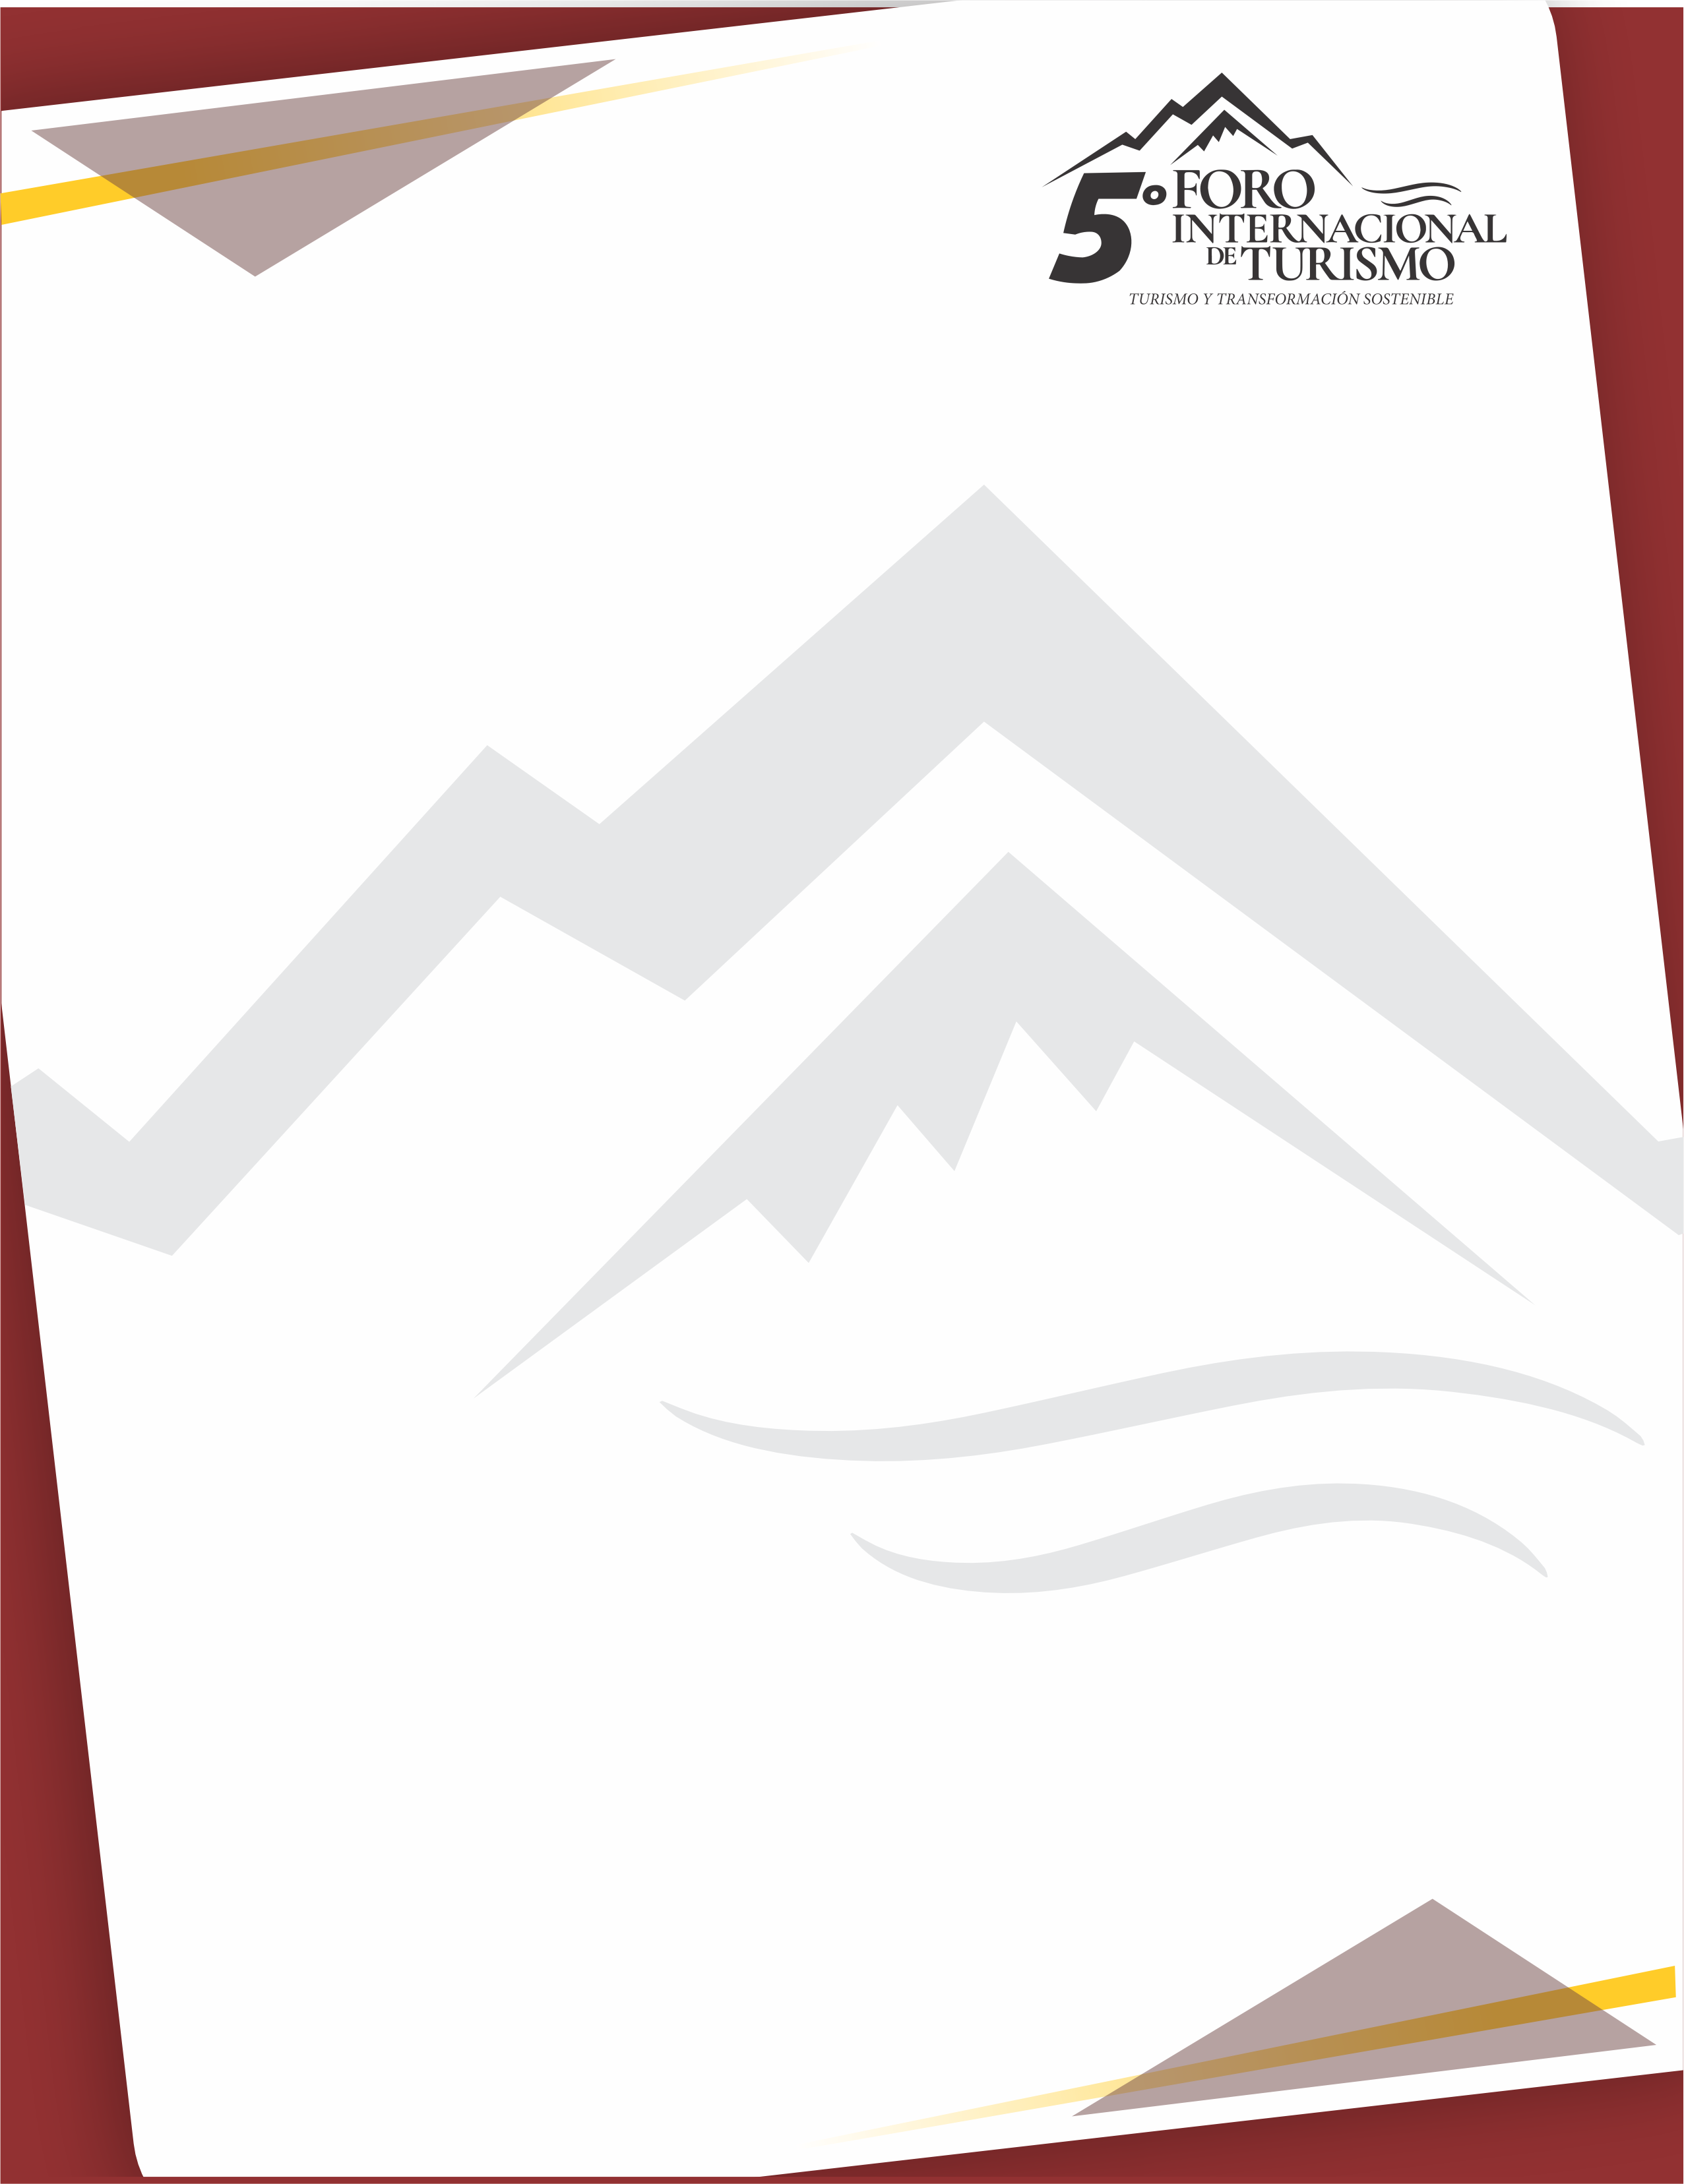 5° FORO
INTERNACIONAL
DE TURISMO
TURISMO Y TRANSFORMACIÓN SOSTENIBLE